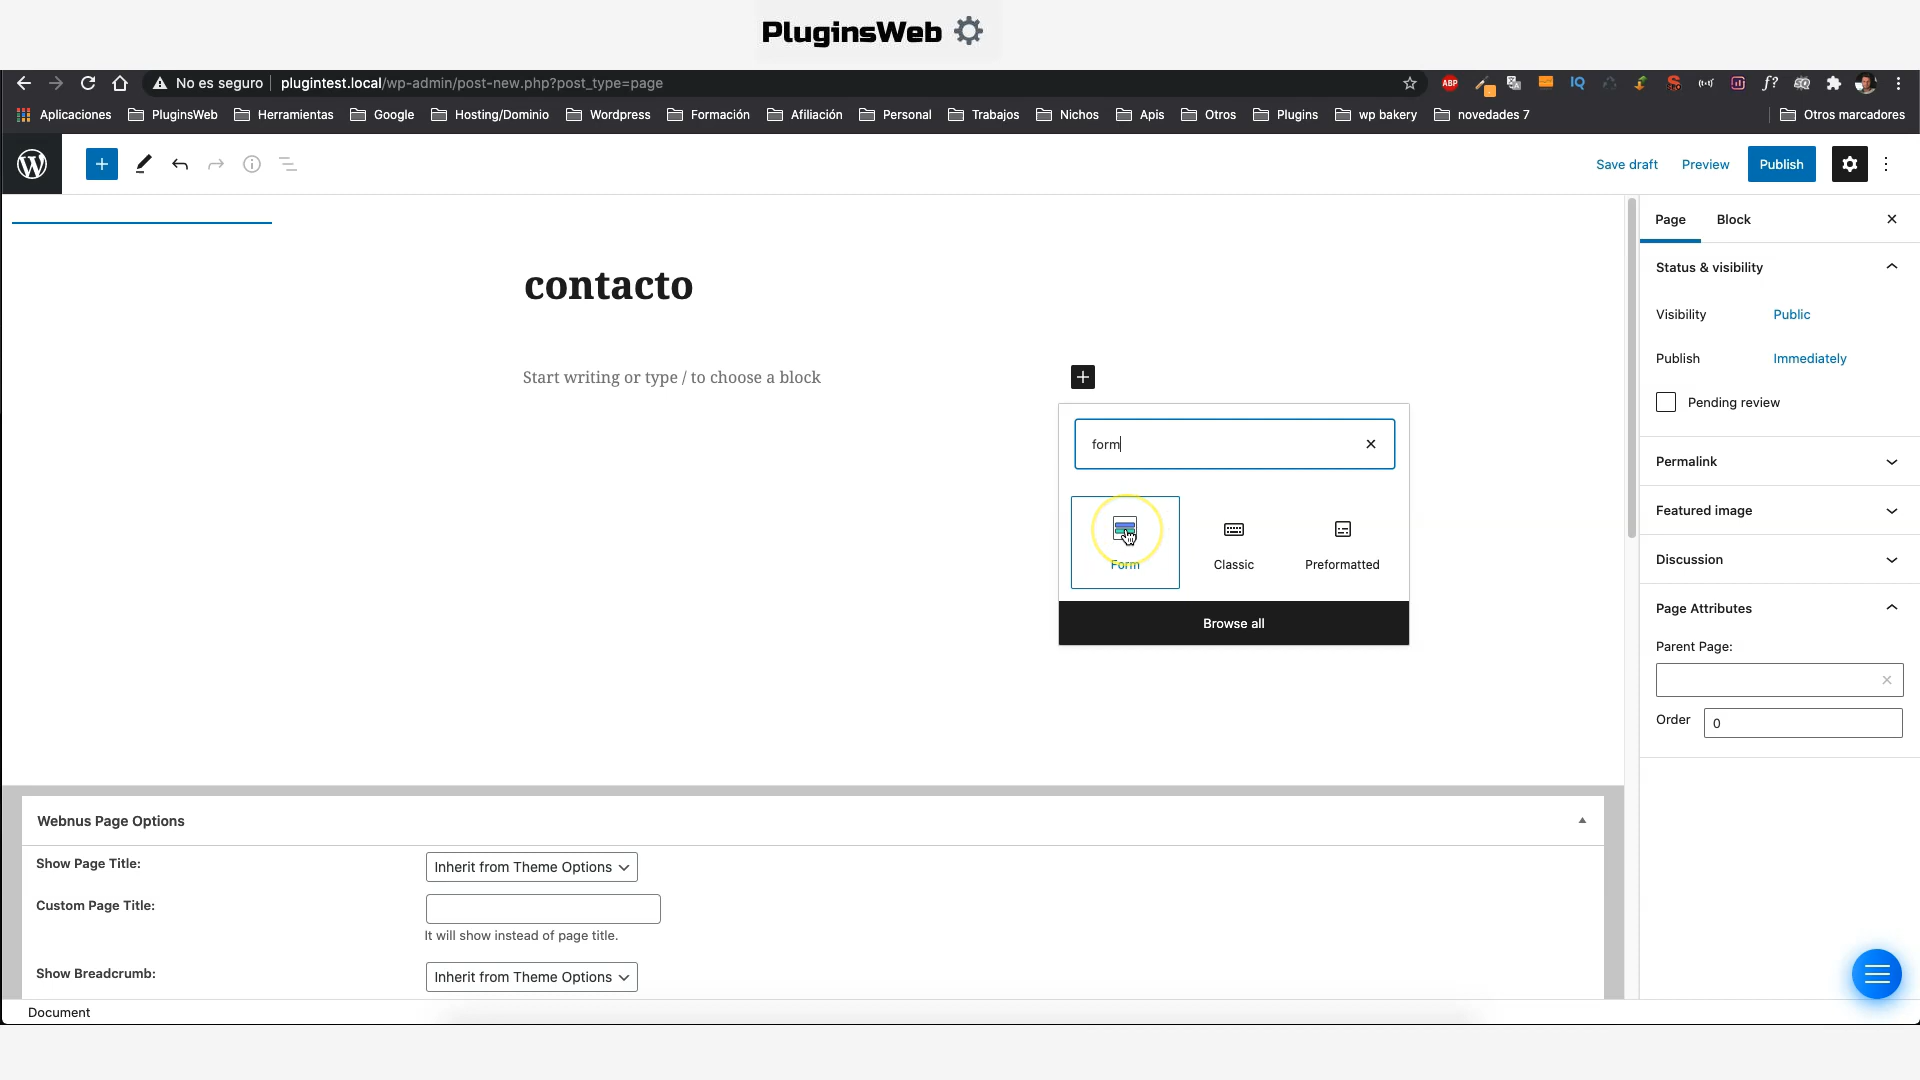 PluginsWeb
No es seguro plugintest.local/wp-admin/post-new.php?post_type=page
ABP
IQ
f?
Aplicaciones PluginsWeb Herramientas Google Hosting/Dominio Wordpress Formación Afiliación Personal Trabajos Nichos Apis Otros Plugins wp bakery novedades 7 Otros marcadores
Save draft Preview Publish
Page Block
Status & visibility
contacto
Visibility Public
Publish Immediately
Start writing or type / to choose a block
Pending review
form
Permalink
Featured image
Form Classic Preformatted
Discussion
Page Attributes
Browse all
Parent Page:
Order 0
Webnus Page Options
Show Page Title: Inherit from Theme Options
Custom Page Title:
It will show instead of page title.
Show Breadcrumb: Inherit from Theme Options
Document